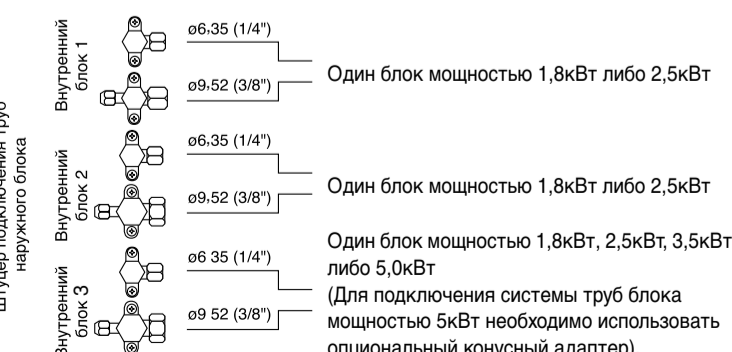 Штуцер подключения труб
наружного блока
Внутренний
блок 1
ø6,35 (1/4")
ø9,52 (3/8")
Один блок мощностью 1,8кВт либо 2,5кВт
Внутренний
блок 2
ø6,35 (1/4")
ø9,52 (3/8")
Один блок мощностью 1,8кВт либо 2,5кВт
Внутренний
блок 3
ø6 35 (1/4")
ø9 52 (3/8")
Один блок мощностью 1,8кВт, 2,5кВт, 3,5кВт
либо 5,0кВт
(Для подключения системы труб блока
мощностью 5кВт необходимо использовать
опциональный конусный адаптер)